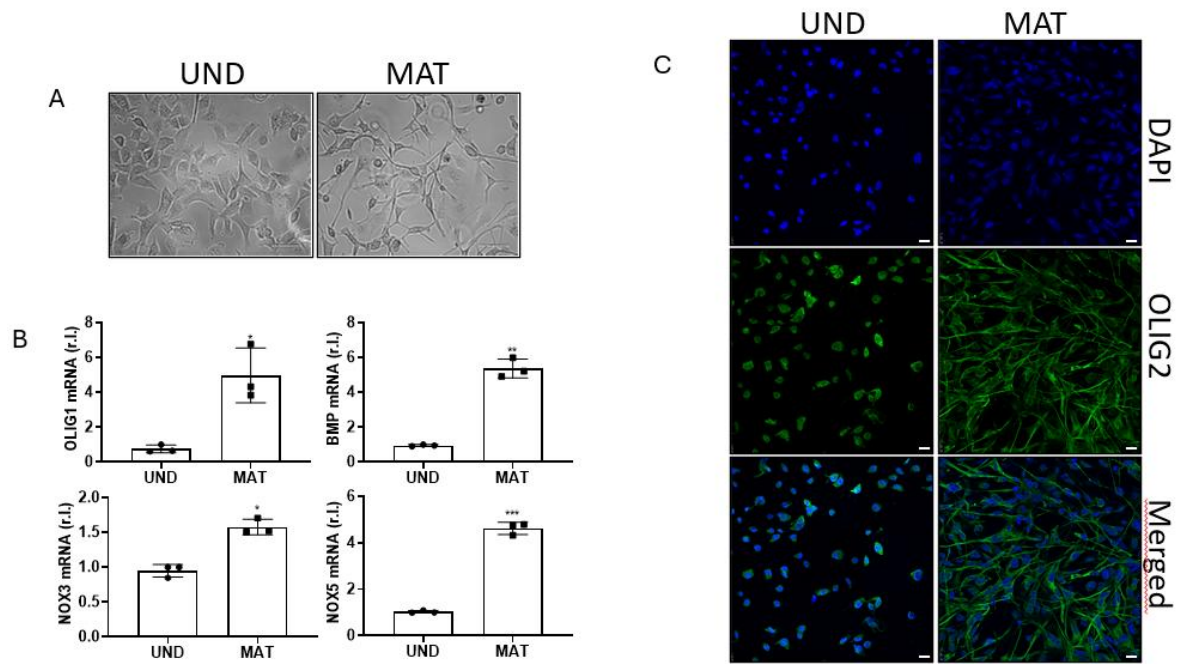 A
UND MAT
B
OLIG1 mRNA (r.l.)
8
6
4
2
0
*
UND MAT
BMP mRNA (r.l.)
8
6
4
2
0
**
UND MAT
NOX3 mRNA (r.l.)
2.0
1.5
1.0
0.5
0.0
*
UND MAT
NOX5 mRNA (r.l.)
6
4
2
0
***
UND MAT
C
UND MAT
DAPI
OLIG2
Merged